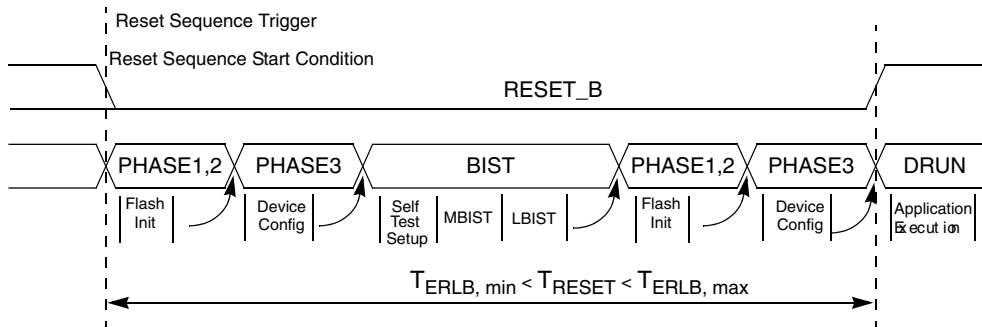 Reset Sequence Trigger
Reset Sequence Start Condition
RESET_B
PHASE1,2 PHASE3 BIST PHASE1,2 PHASE3 DRUN
Flash Init
Device Config
Self Test Setup
MBIST
LBIST
Flash Init
Device Config
Application Execution
TERLB, min < TRESET < TERLB, max